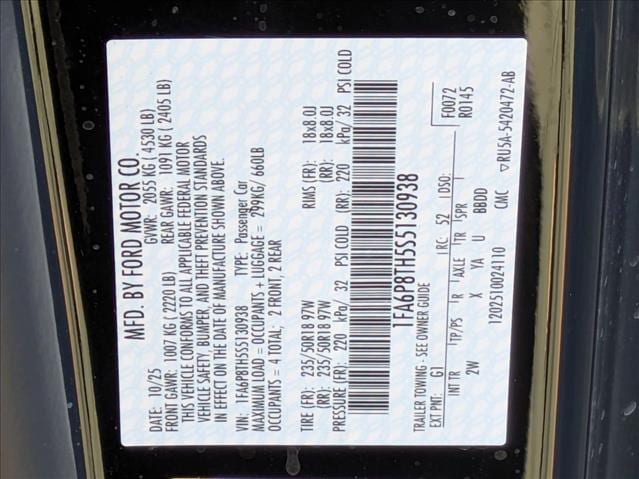 MFD. BY FORD MOTOR CO.
DATE: 10/25 GVWR: 2055 KG ( 4530 LB)
FRONT GAWR: 1007 KG ( 2220 LB) REAR GAWR: 1091 KG ( 2405 LB)
THIS VEHICLE CONFORMS TO ALL APPLICABLE FEDERAL MOTOR
VEHICLE SAFETY, BUMPER, AND THEFT PREVENTION STANDARDS
IN EFFECT ON THE DATE OF MANUFACTURE SHOWN ABOVE.
VIN: 1FA6P8TH5S5130938 TYPE: Passenger Car
MAXIMUM LOAD = OCCUPANTS + LUGGAGE = 299KG/ 660LB
OCCUPANTS = 4 TOTAL; 2 FRONT, 2 REAR
TIRE (FR): 235/50R18 97W RIMS (FR): 18x8.0J
(RR): 235/50R18 97W (RR): 18x8.0J
PRESSURE (FR): 220 kPa/ 32 PSI COLD (RR): 220 kPa/ 32 PSI COLD
1FA6P8TH5S5130938
TRAILER TOWING - SEE OWNER GUIDE F0072
EXT PNT: G1 RC: 52 DSO: R0145
INT TR TP/PS R AXLE TR SPR
2W X YA U BBDD
1202510024110 CMC ▽RU5A-5420472-AB